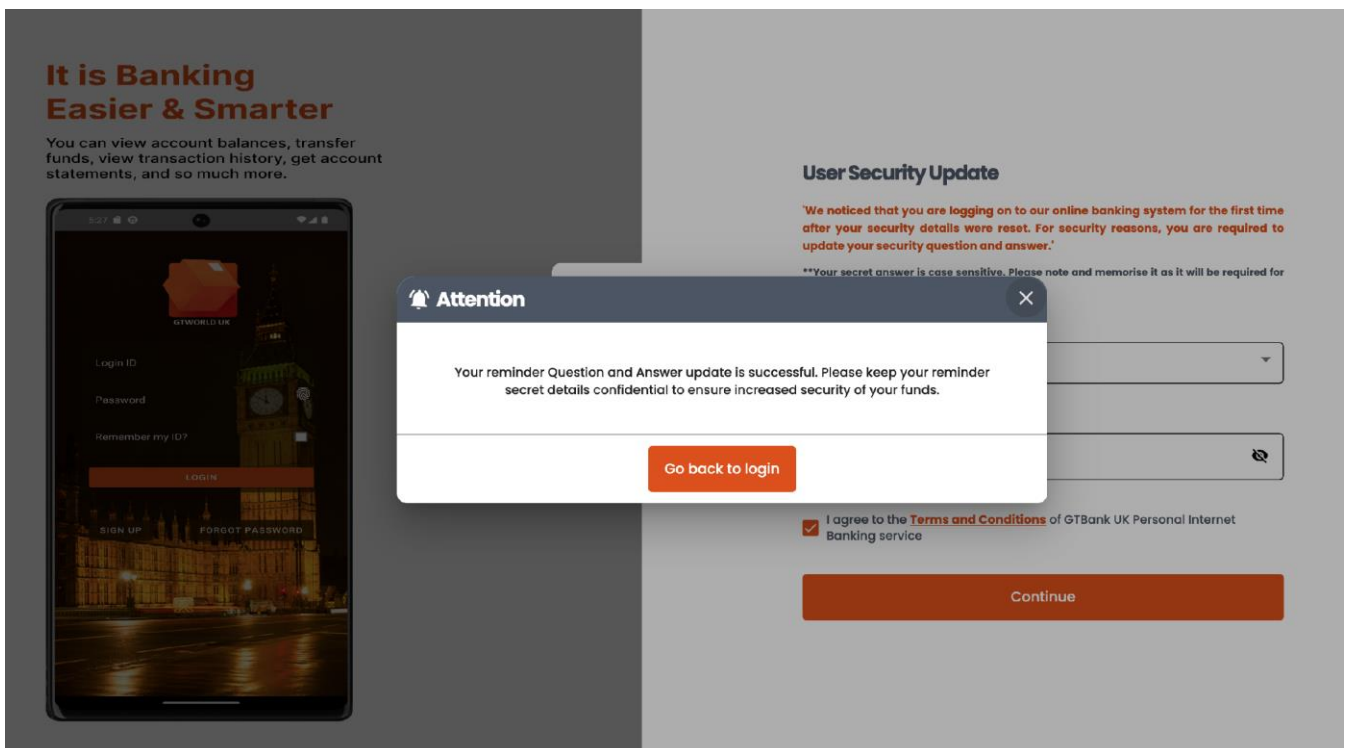 It is Banking
Easier & Smarter
You can view account balances, transfer
funds, view transaction history, get account
statements, and so much more.
5:27
GTWORLD UK
Login ID
Password
Remember my ID?
LOGIN
SIGN UP FORGOT PASSWORD
User Security Update
'We noticed that you are logging on to our online banking system for the first time
after your security details were reset. For security reasons, you are required to
update your security question and answer.'
**Your secret answer is case sensitive. Please note and memorise it as it will be required for
Attention
Your reminder Question and Answer update is successful. Please keep your reminder
secret details confidential to ensure increased security of your funds.
Go back to login
I agree to the Terms and Conditions of GTBank UK Personal Internet
Banking service
Continue